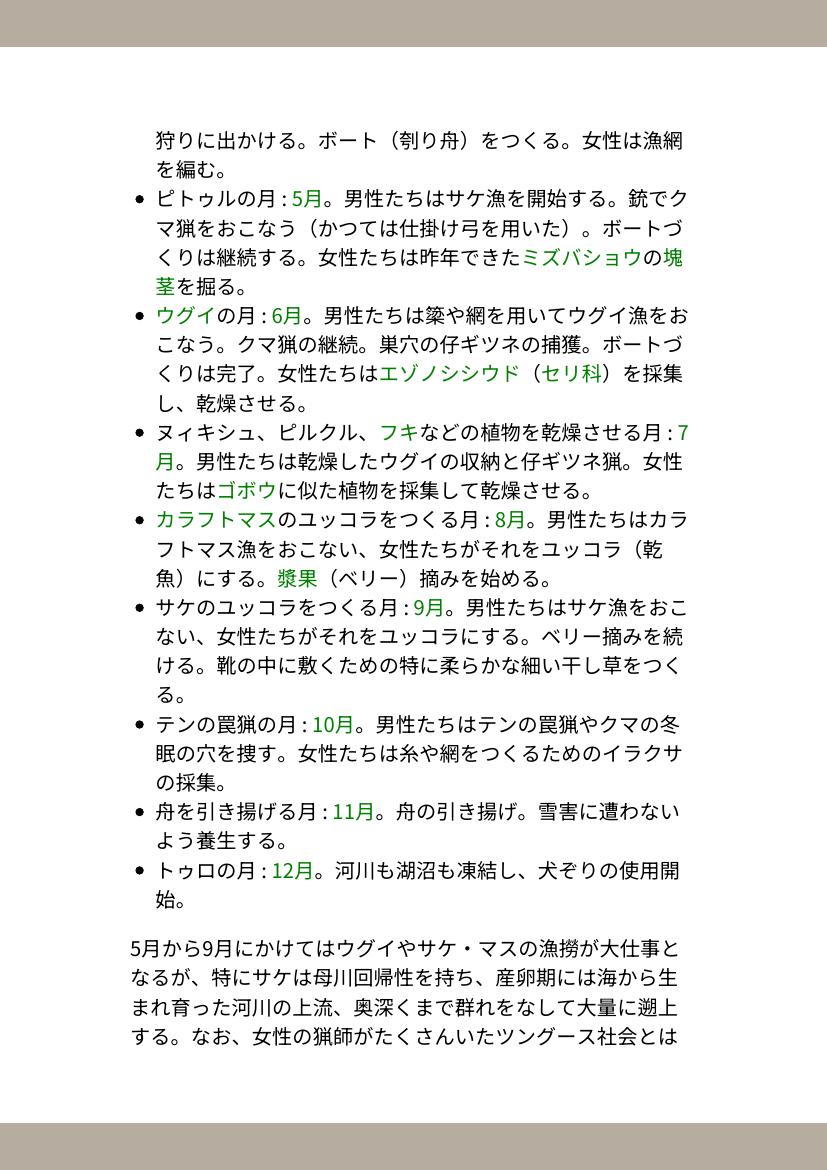 狩りに出かける。ボート（刳り舟）をつくる。女性は漁網
を編む。
• ピトゥルの月 : 5月。男性たちはサケ漁を開始する。銃でク
マ猟をおこなう（かつては仕掛け弓を用いた）。ボートづ
くりは継続する。女性たちは昨年できたミズバショウの塊
茎を掘る。
• ウグイの月 : 6月。男性たちは簗や網を用いてウグイ漁をお
こなう。クマ猟の継続。巣穴の仔ギツネの捕獲。ボートづ
くりは完了。女性たちはエゾノシシウド（セリ科）を採集
し、乾燥させる。
• ヌィキシュ、ピルクル、フキなどの植物を乾燥させる月 : 7
月。男性たちは乾燥したウグイの収納と仔ギツネ猟。女性
たちはゴボウに似た植物を採集して乾燥させる。
• カラフトマスのユッコラをつくる月 : 8月。男性たちはカラ
フトマス漁をおこない、女性たちがそれをユッコラ（乾
魚）にする。漿果（ベリー）摘みを始める。
• サケのユッコラをつくる月 : 9月。男性たちはサケ漁をおこ
ない、女性たちがそれをユッコラにする。ベリー摘みを続
ける。靴の中に敷くための特に柔らかな細い干し草をつく
る。
• テンの罠猟の月 : 10月。男性たちはテンの罠猟やクマの冬
眠の穴を捜す。女性たちは糸や網をつくるためのイラクサ
の採集。
• 舟を引き揚げる月 : 11月。舟の引き揚げ。雪害に遭わない
よう養生する。
• トゥロの月 : 12月。河川も湖沼も凍結し、犬ぞりの使用開
始。
5月から9月にかけてはウグイやサケ・マスの漁撈が大仕事と
なるが、特にサケは母川回帰性を持ち、産卵期には海から生
まれ育った河川の上流、奥深くまで群れをなして大量に遡上
する。なお、女性の猟師がたくさんいたツングース社会とは